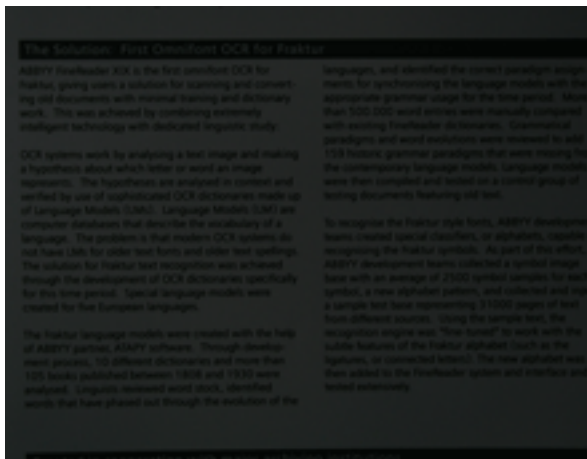 The Solution: First Omnifont OCR for Fraktur
ABBYY FineReader XIX is the first omnifont OCR for
Fraktur, giving users a solution for scanning and convert-
ing old documents with minimal training and dictionary
work. This was achieved by combining extremely
intelligent technology with dedicated linguistic study.
OCR systems work by analysing a text image and making
a hypothesis about which letter or word an image
represents. The hypotheses are analysed in context and
verified by use of sophisticated OCR dictionaries made up
of Language Models (LMs). Language Models (LM) are
computer databases that describe the vocabulary of a
language. The problem is that modern OCR systems do
not have LMs for older text fonts and older text spellings.
The solution for Fraktur text recognition was achieved
through the development of OCR dictionaries specifically
for this time period. Special language models were
created for five European languages.
The Fraktur language models were created with the help
of ABBYY partner, ATAPY software. Through develop-
ment process, 10 different dictionaries and more than
105 books published between 1808 and 1930 were
analysed. Linguists reviewed word stock, identified
words that have phased out through the evolution of the
languages, and identified the correct paradigm assign-
ments for synchronising the language models with the
appropriate grammar usage for the time period. More
than 500.000 word entries were manually compared
with existing FineReader dictionaries. Grammatical
paradigms and word evolutions were reviewed to add
159 historic grammar paradigms that were missing
the contemporary language models. Language models
were then compiled and tested on a control group of
testing documents featuring old text.
To recognise the Fraktur style fonts, ABBYY development
teams created special classifiers, or alphabets, capable
recognising the Fraktur symbols. As part of this effort,
ABBYY development teams collected a symbol image
base with an average of 2500 symbol samples for each
symbol, a new alphabet pattern, and collected and
a sample text base representing 31000 pages of text
from different sources. Using the sample text, the
recognition engine was "fine tuned" to work with the
subtle features of the Fraktur alphabet (such as the
ligatures, or connected letters). The new alphabet was
then added to the FineReader system and interface and
tested extensively.